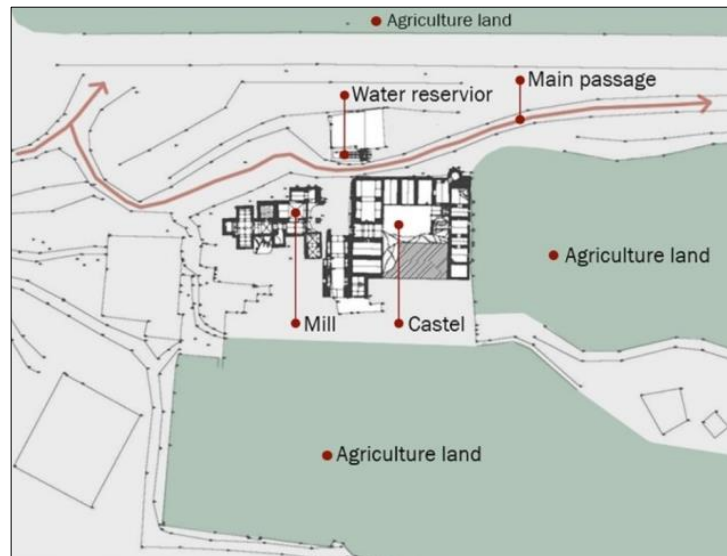 Agriculture land
Main passage
Water reservior
Agriculture land
Mill
Castel
Agriculture land